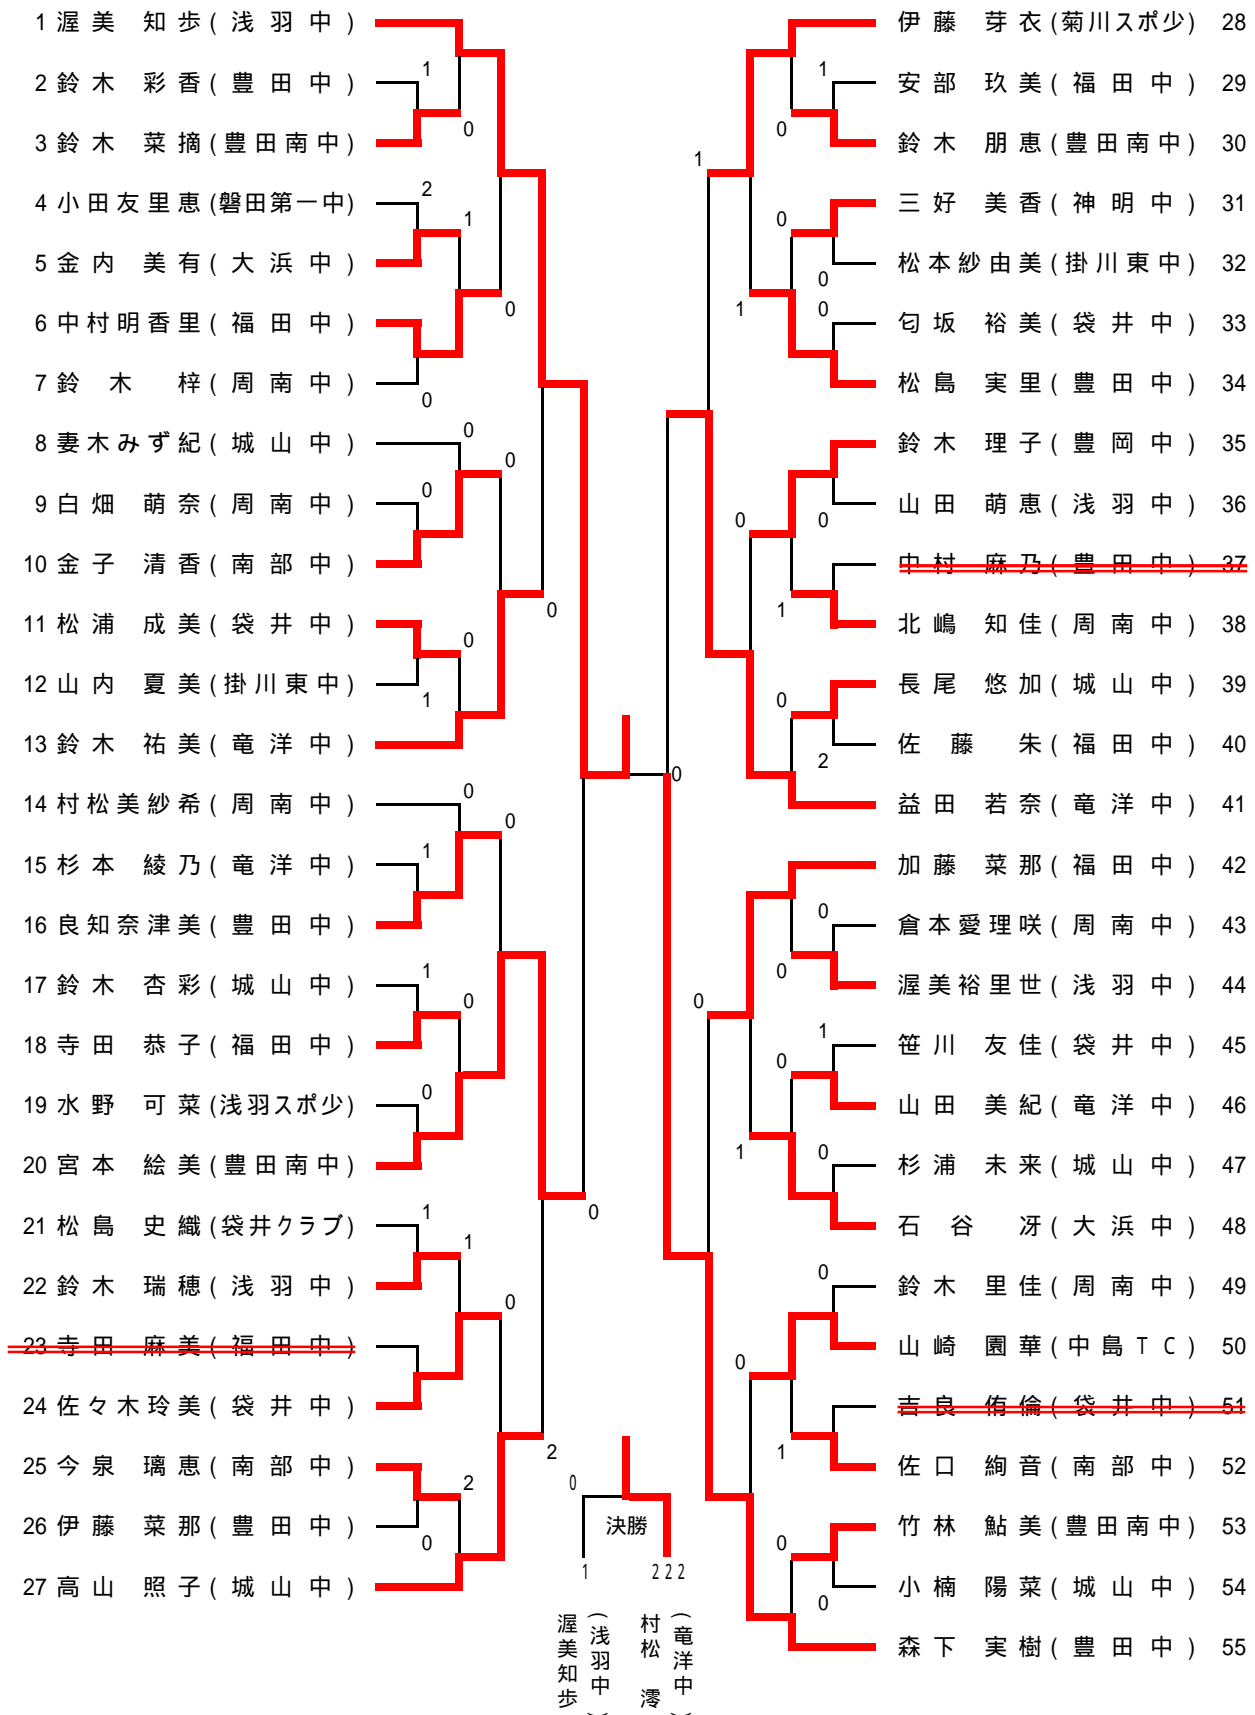 1 渥美 知歩 (浅羽中)
2 鈴木 彩香 (豊田中)
3 鈴木 菜摘 (豊田南中)
4 小田友里恵 (磐田第一中)
5 金内 美有 (大浜中)
6 中村明香里 (福田中)
7 鈴木 梓 (周南中)
8 妻木みず紀 (城山中)
9 白畑 萌奈 (周南中)
10 金子 清香 (南部中)
11 松浦 成美 (袋井中)
12 山内 夏美 (掛川東中)
13 鈴木 祐美 (竜洋中)
14 村松美紗希 (周南中)
15 杉本 綾乃 (竜洋中)
16 良知奈津美 (豊田中)
17 鈴木 杏彩 (城山中)
18 寺田 恭子 (福田中)
19 水野 可菜 (浅羽スポ少)
20 宮本 絵美 (豊田南中)
21 松島 史織 (袋井クラブ)
22 鈴木 瑞穂 (浅羽中)
23 寺田 麻美 (福田中)
24 佐々木玲美 (袋井中)
25 今泉 璃恵 (南部中)
26 伊藤 菜那 (豊田中)
27 高山 照子 (城山中)
1
0
2
1
0
0
0
0
0
0
0
1
0
0
1
0
1
0
0
0
1
1
0
2
2
0
0
0
決勝
1
2 2 2
渥美知歩
(浅羽中)
村松 澪
(竜洋中)
1
0
1
0
0
0
1
0
0
1
0
2
0
0
0
0
1
0
0
1
0
0
1
0
0
伊藤 芽衣 (菊川スポ少) 28
安部 玖美 (福田中) 29
鈴木 朋恵 (豊田南中) 30
三好 美香 (神明中) 31
松本紗由美 (掛川東中) 32
匂坂 裕美 (袋井中) 33
松島 実里 (豊田中) 34
鈴木 理子 (豊岡中) 35
山田 萌恵 (浅羽中) 36
中村 麻乃 (豊田中) 37
北嶋 知佳 (周南中) 38
長尾 悠加 (城山中) 39
佐藤 朱 (福田中) 40
益田 若奈 (竜洋中) 41
加藤 菜那 (福田中) 42
倉本愛理咲 (周南中) 43
渥美裕里世 (浅羽中) 44
笹川 友佳 (袋井中) 45
山田 美紀 (竜洋中) 46
杉浦 未来 (城山中) 47
石谷 冴 (大浜中) 48
鈴木 里佳 (周南中) 49
山崎 園華 (中島TC) 50
吉良 侑倫 (袋井中) 51
佐口 絢音 (南部中) 52
竹林 鮎美 (豊田南中) 53
小楠 陽菜 (城山中) 54
森下 実樹 (豊田中) 55